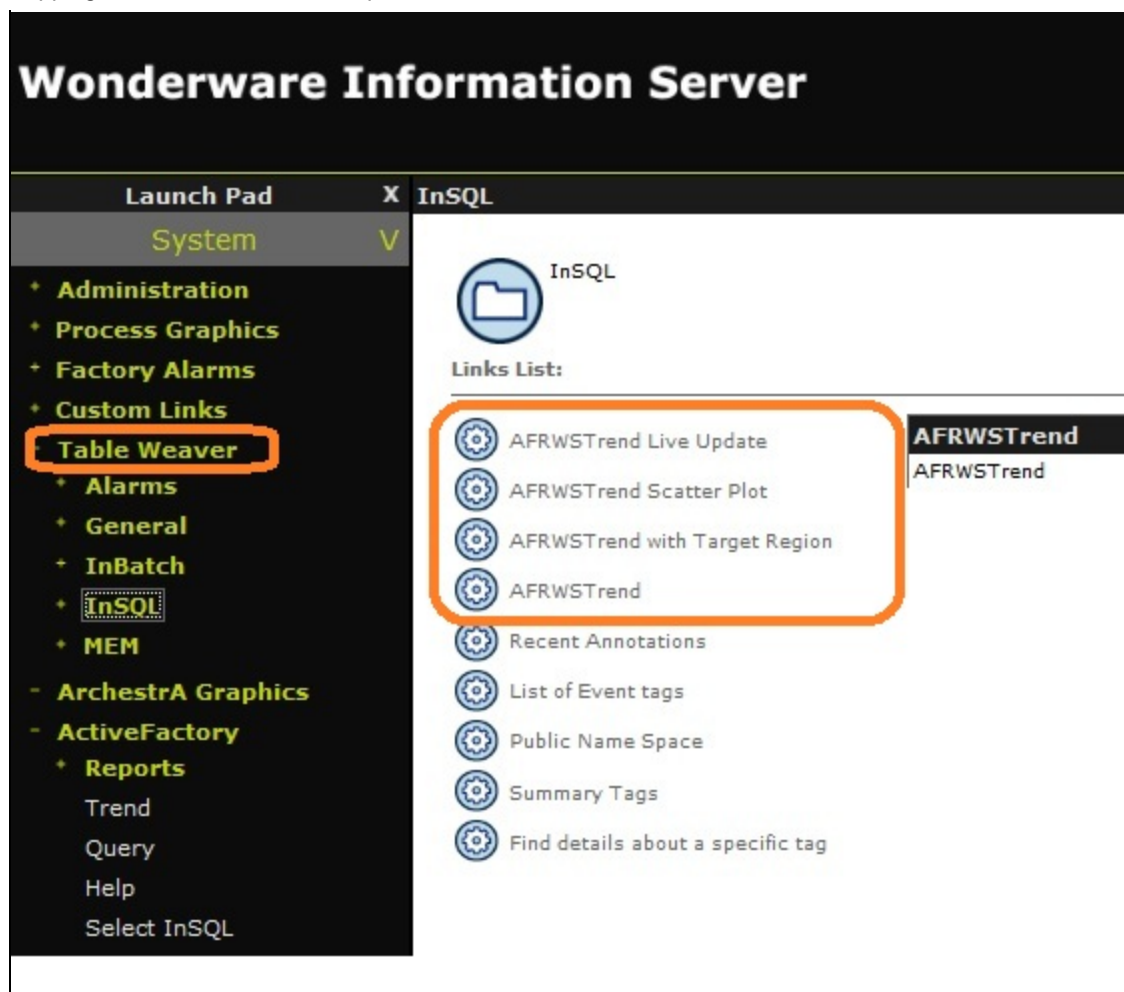 Wonderware Information Server
Launch Pad X
System V
+ Administration
+ Process Graphics
+ Factory Alarms
+ Custom Links
- Table Weaver
+ Alarms
+ General
+ InBatch
+ InSQL
+ MEM
- ArchestrA Graphics
- ActiveFactory
+ Reports
Trend
Query
Help
Select InSQL
InSQL
InSQL
Links List:
AFRWSTrend Live Update
AFRWSTrend Scatter Plot
AFRWSTrend with Target Region
AFRWSTrend
Recent Annotations
List of Event tags
Public Name Space
Summary Tags
Find details about a specific tag
AFRWSTrend
AFRWSTrend